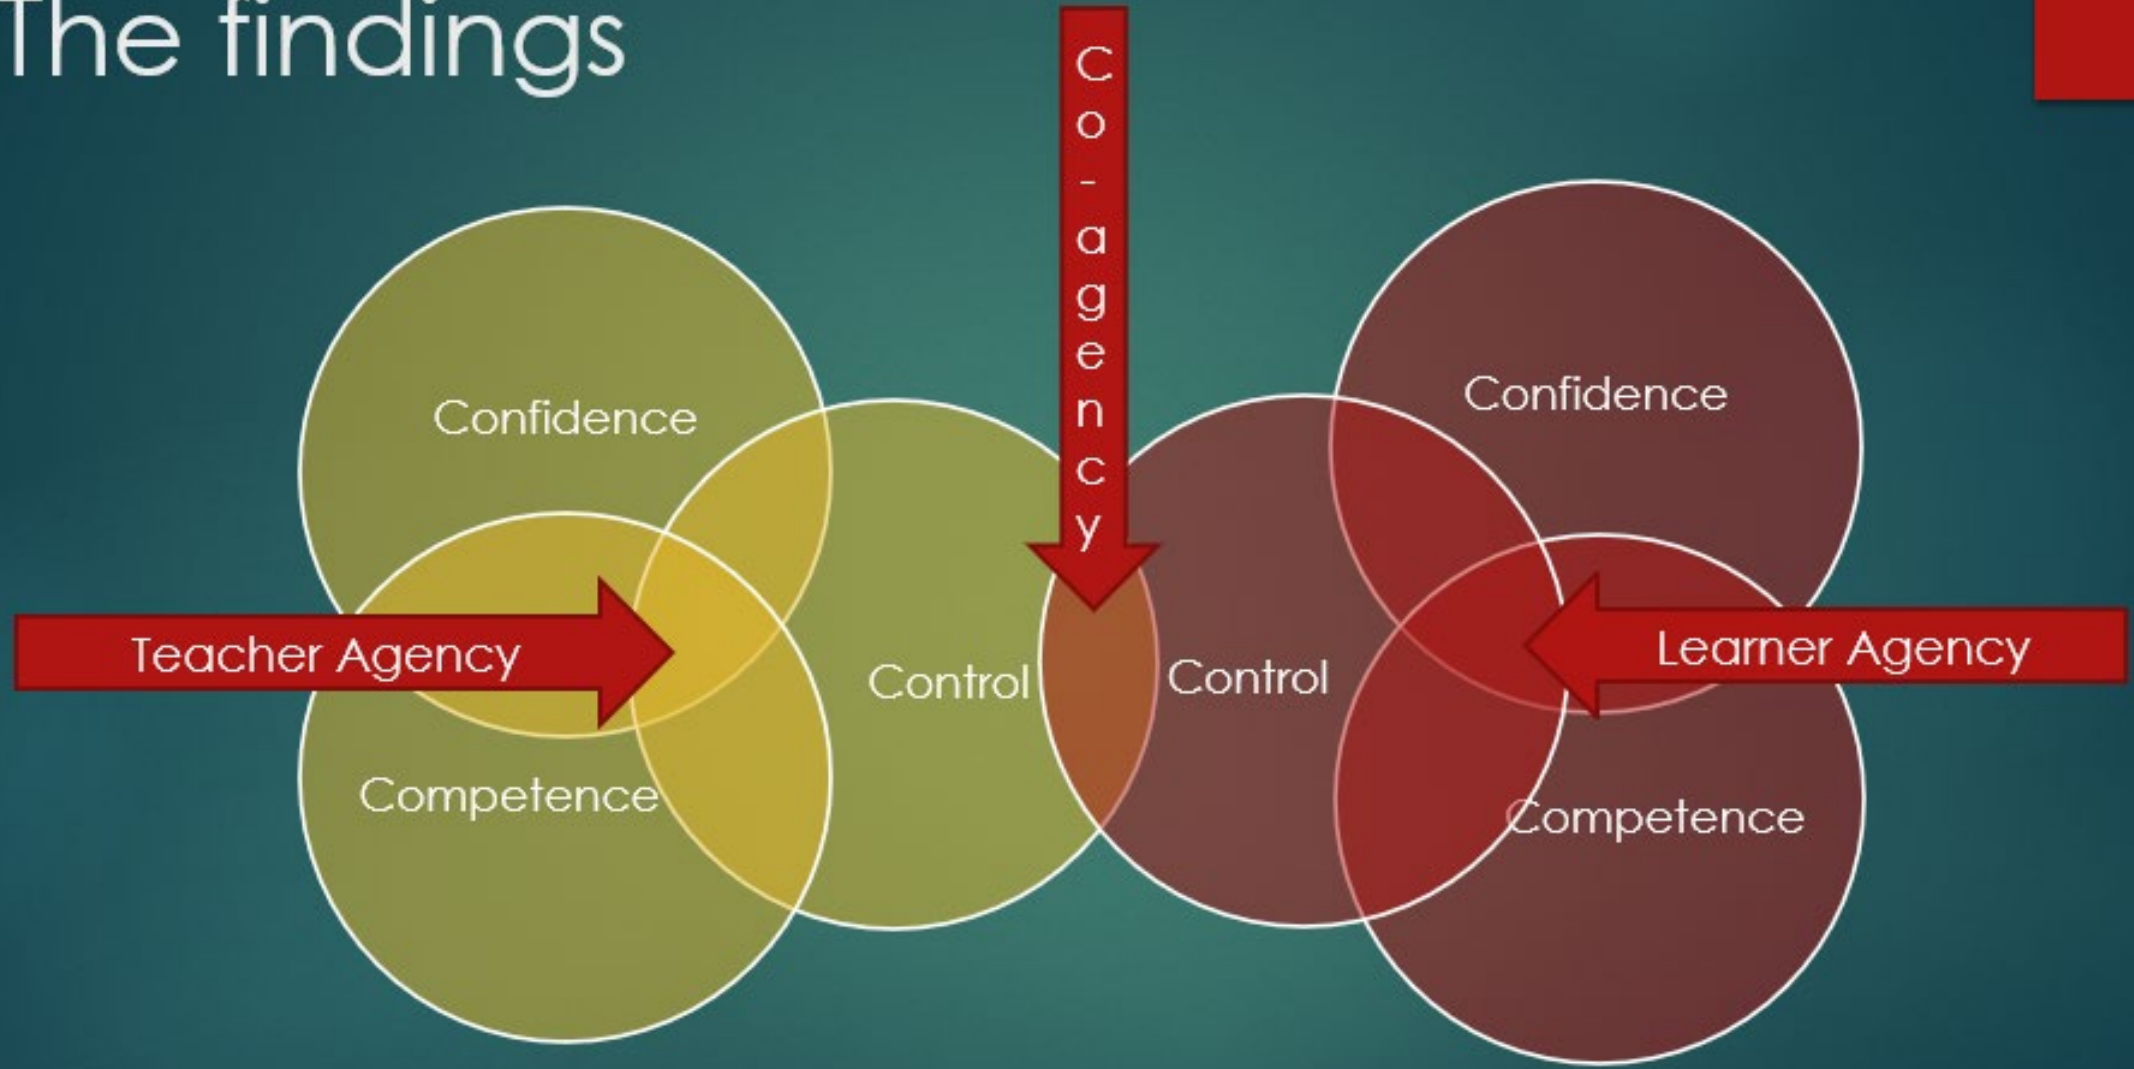 The findings
Co-agency
Confidence
Confidence
Teacher Agency
Learner Agency
Control
Control
Competence
Competence